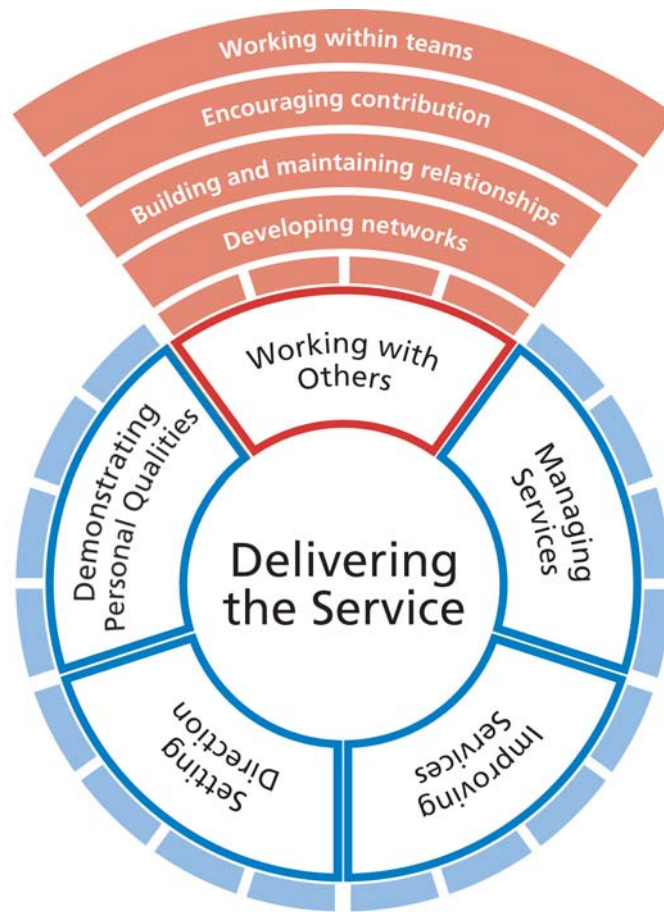 Working within teams
Encouraging contribution
Building and maintaining relationships
Developing networks
Working with
Others
Demonstrating
Personal Qualities
Managing
Services
Delivering
the Service
Setting
Direction
Improving
Services